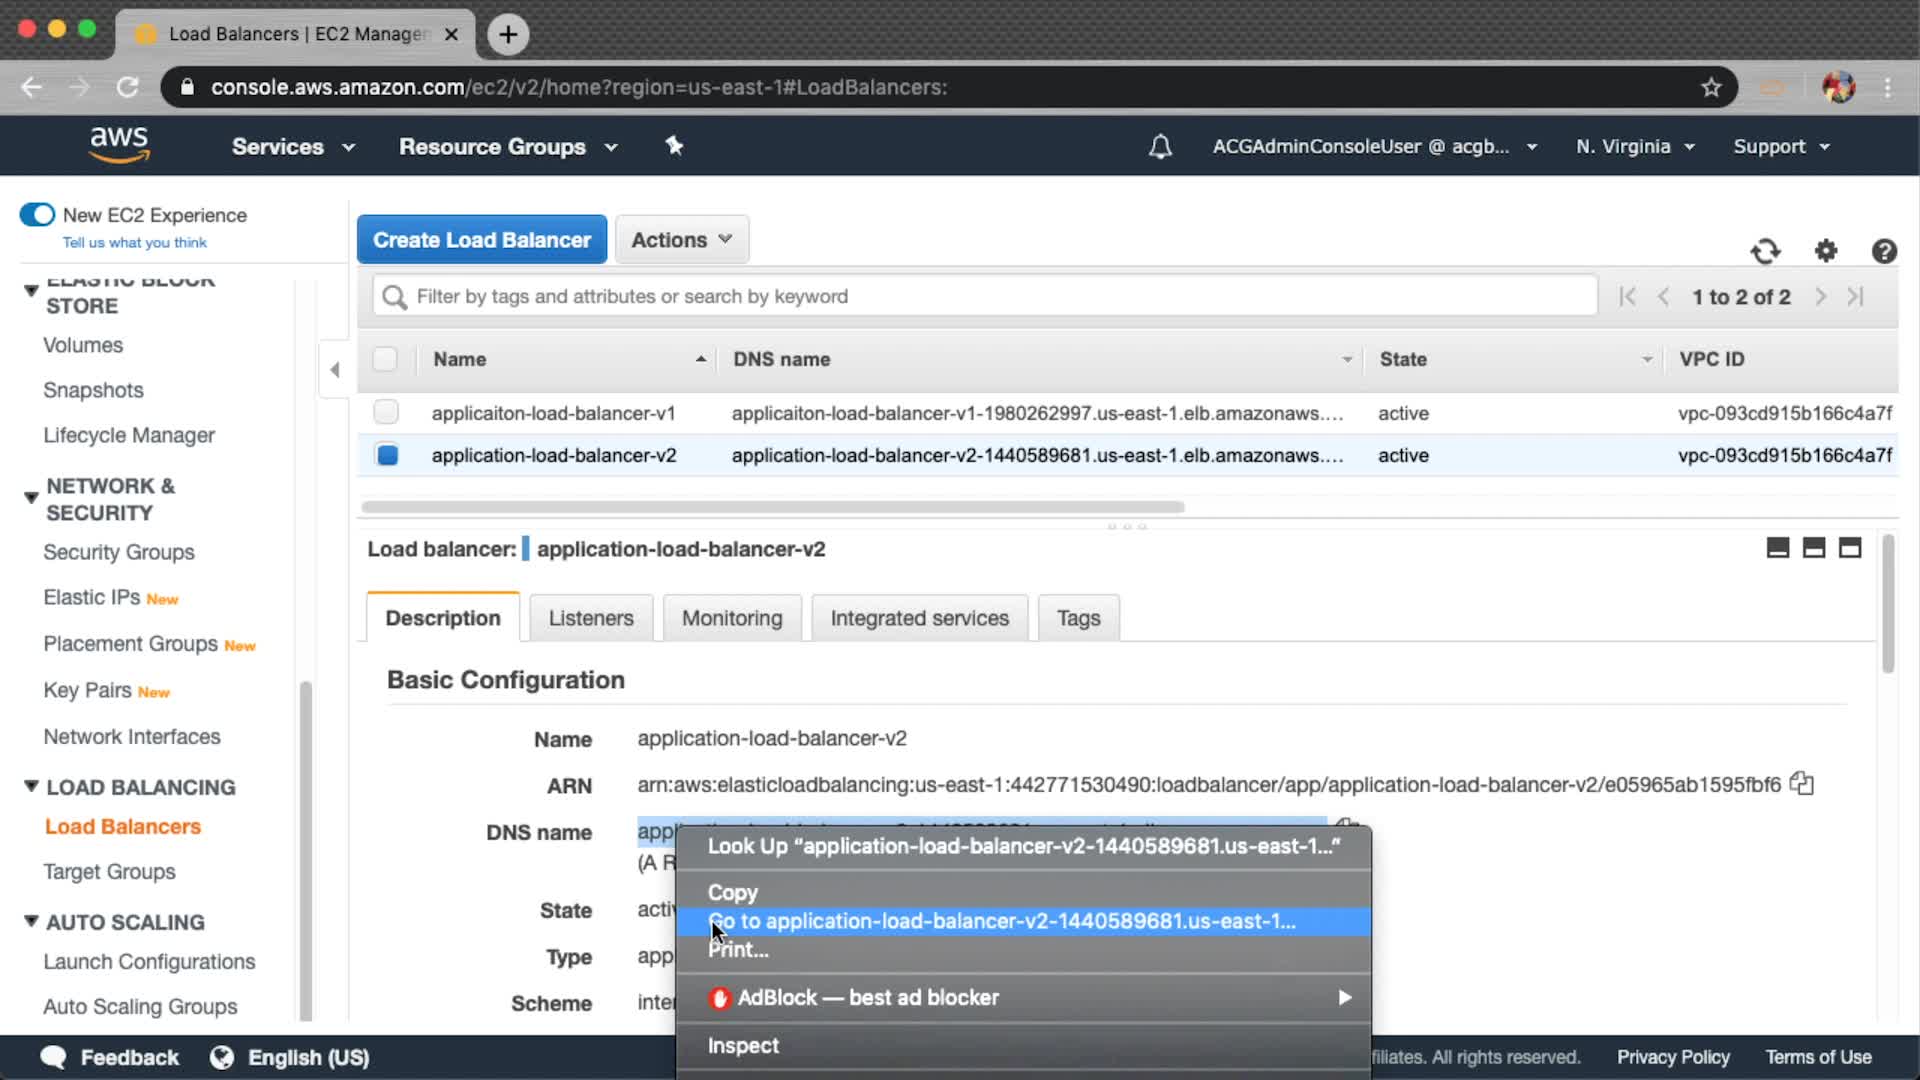 Load Balancers | EC2 Manager
console.aws.amazon.com/ec2/v2/home?region=us-east-1#LoadBalancers:
aws
Services
Resource Groups
ACGAdminConsoleUser @ acgb...
N. Virginia
Support
New EC2 Experience
Tell us what you think
ELASTIC BLOCK
STORE
Volumes
Snapshots
Lifecycle Manager
NETWORK &
SECURITY
Security Groups
Elastic IPs New
Placement Groups New
Key Pairs New
Network Interfaces
LOAD BALANCING
Load Balancers
Target Groups
AUTO SCALING
Launch Configurations
Auto Scaling Groups
Create Load Balancer
Actions
Filter by tags and attributes or search by keyword
1 to 2 of 2
Name DNS name State VPC ID
applicaiton-load-balancer-v1 applicaiton-load-balancer-v1-1980262997.us-east-1.elb.amazonaws.... active vpc-093cd915b166c4a7f
application-load-balancer-v2 application-load-balancer-v2-1440589681.us-east-1.elb.amazonaws.... active vpc-093cd915b166c4a7f
Load balancer: application-load-balancer-v2
Description
Listeners
Monitoring
Integrated services
Tags
Basic Configuration
Name application-load-balancer-v2
ARN arn:aws:elasticloadbalancing:us-east-1:442771530490:loadbalancer/app/application-load-balancer-v2/e05965ab1595fbf6
DNS name
(A R
State
Type
Scheme
Look Up “application-load-balancer-v2-1440589681.us-east-1...”
Copy
Go to application-load-balancer-v2-1440589681.us-east-1...
Print...
AdBlock — best ad blocker
Inspect
Feedback
English (US)
filiates. All rights reserved.
Privacy Policy
Terms of Use